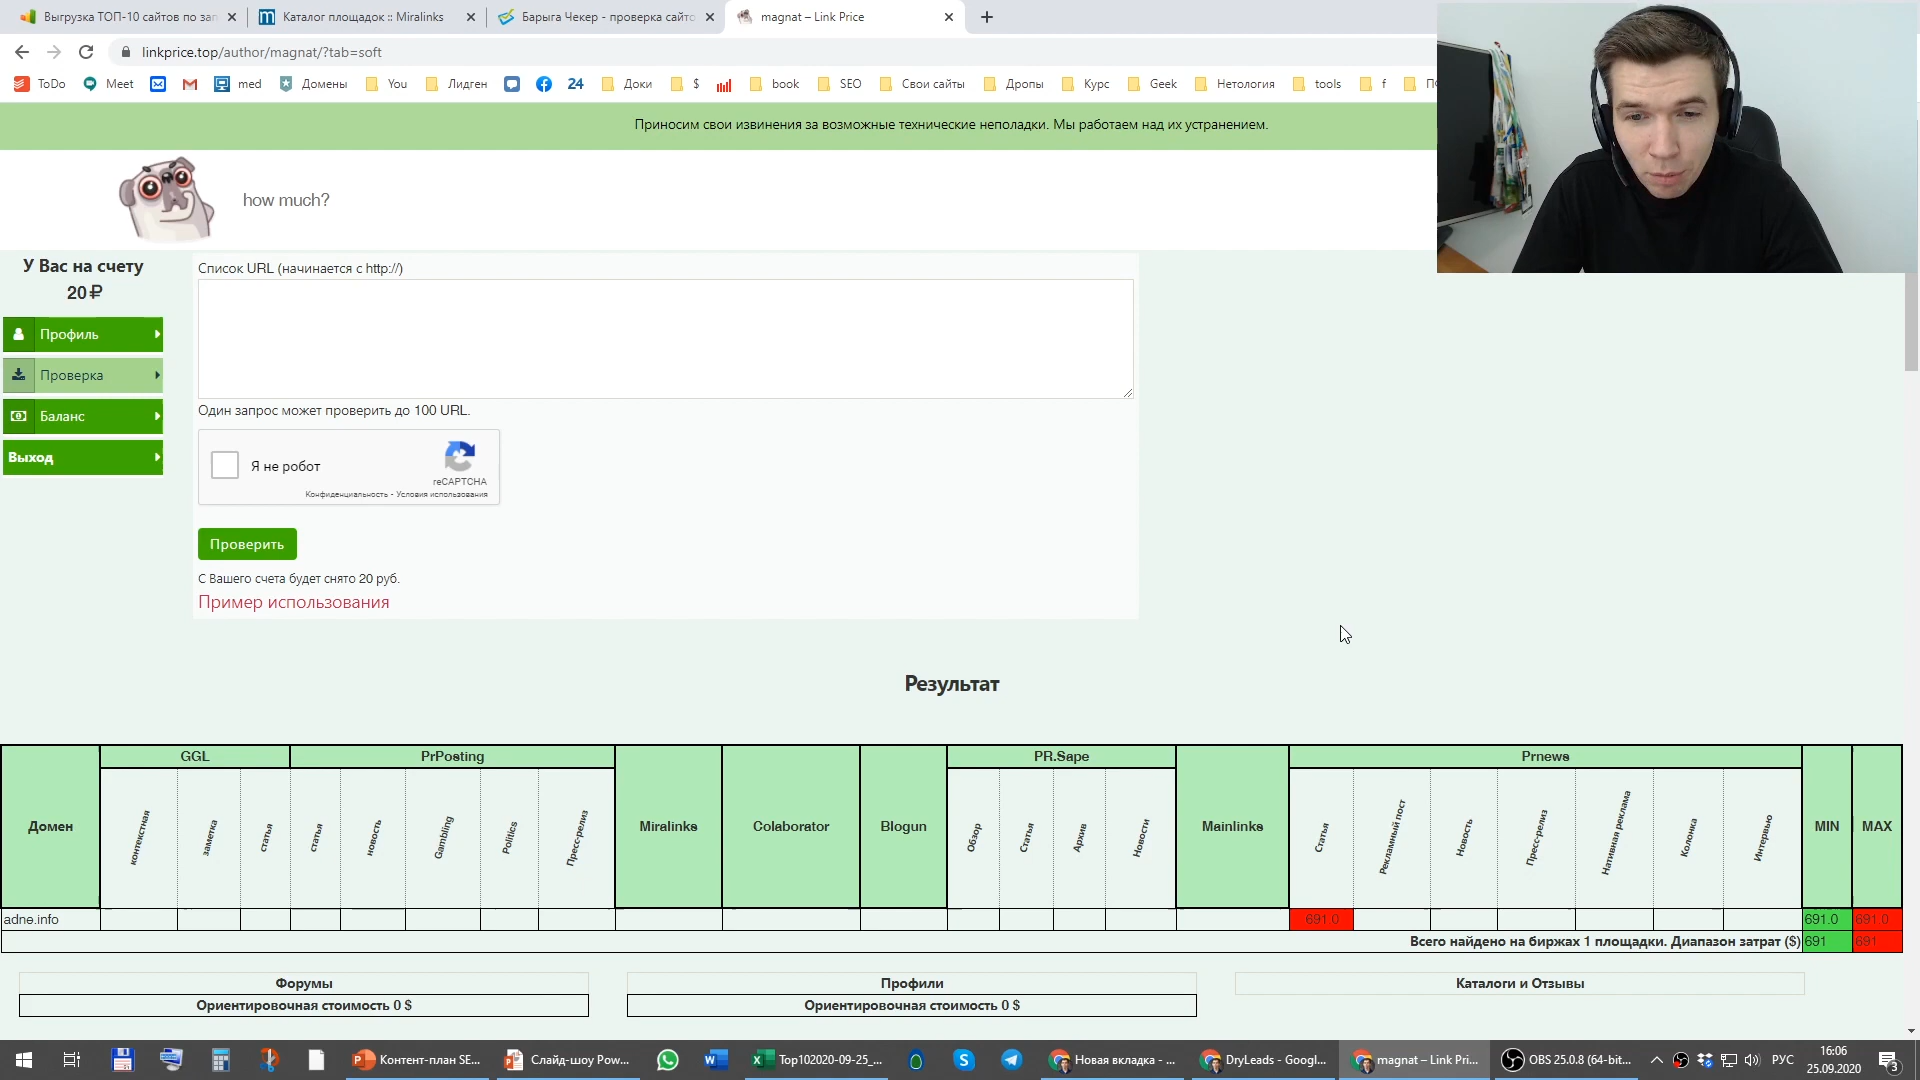 Выгрузка ТОП-10 сайтов по зап
Каталог площадок :: Miralinks
Барыга Чекер - проверка сайто
magnat – Link Price
linkprice.top/author/magnat/?tab=soft
ToDo
Meet
med
Домены
You
Лидген
24
Доки
$
book
SEO
Свои сайты
Дропы
Курс
Geek
Нетология
tools
f
Приносим свои извинения за возможные технические неполадки. Мы работаем над их устранением.
how much?
У Вас на счету
20 ₽
Профиль
Проверка
Баланс
Выход
Список URL (начинается с http://)
Один запрос может проверить до 100 URL.
Я не робот
reCAPTCHA
Конфиденциальность - Условия использования
Проверить
С Вашего счета будет снято 20 руб.
Пример использования
Результат
Домен
GGL
PrPosting
Miralinks
Colaborator
Blogun
PR.Sape
Mainlinks
Prnews
MIN
MAX
контекстная
заметка
статья
статья
новость
Gambling
Politics
Пресс-релиз
Обзор
Статья
Архив
Новости
Статья
Рекламный пост
Новость
Пресс-релиз
Нативная реклама
Колонка
Интервью
adne.info
691.0
691.0
691.0
Всего найдено на биржах 1 площадки. Диапазон затрат ($)
691
691
Форумы
Ориентировочная стоимость 0 $
Профили
Ориентировочная стоимость 0 $
Каталоги и Отзывы
Контент-план SE...
Слайд-шоу Pow...
Top102020-09-25_...
Новая вкладка - ...
DryLeads - Googl...
magnat – Link Pri...
OBS 25.0.8 (64-bit...
РУС
16:06
25.09.2020
3